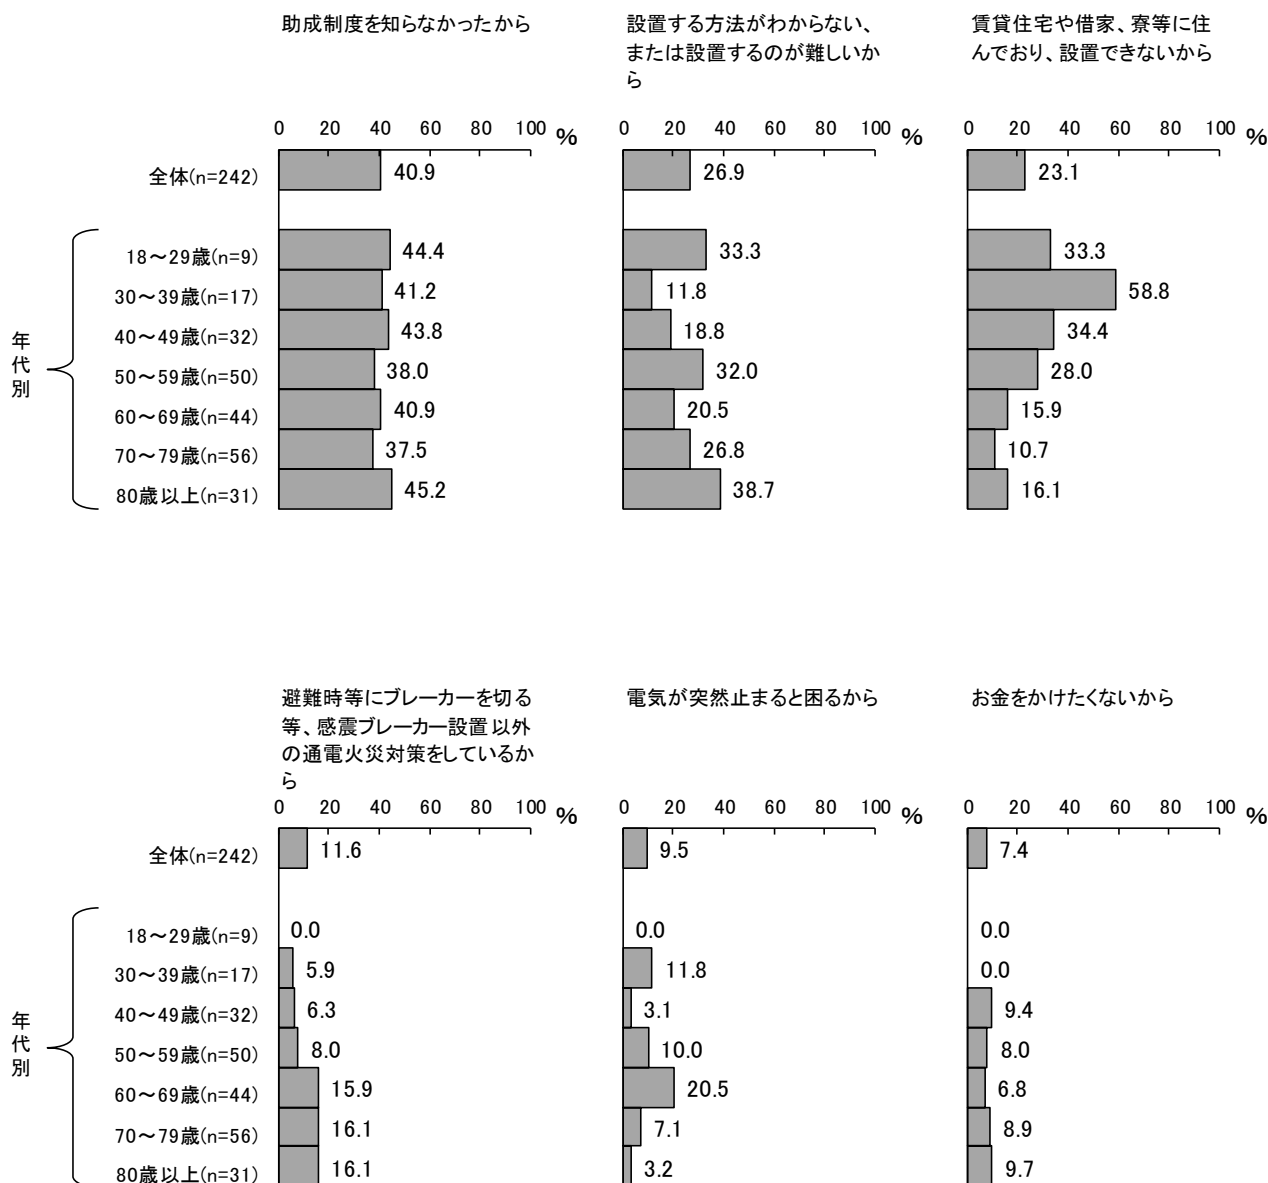 助成制度を知らなかったから
設置する方法がわからない、
または設置するのが難しいか
ら
賃貸住宅や借家、寮等に住
んでおり、設置できないから
0 20 40 60 80 100 %
0 20 40 60 80 100 %
0 20 40 60 80 100 %
全体(n=242) 40.9 26.9 23.1
年代別
18～29歳(n=9) 44.4 33.3 33.3
30～39歳(n=17) 41.2 11.8 58.8
40～49歳(n=32) 43.8 18.8 34.4
50～59歳(n=50) 38.0 32.0 28.0
60～69歳(n=44) 40.9 20.5 15.9
70～79歳(n=56) 37.5 26.8 10.7
80歳以上(n=31) 45.2 38.7 16.1
避難時等にブレーカーを切る
等、感震ブレーカー設置以外
の通電火災対策をしているか
ら
電気が突然止まると困るから
お金をかけたくないから
0 20 40 60 80 100 %
0 20 40 60 80 100 %
0 20 40 60 80 100 %
全体(n=242) 11.6 9.5 7.4
年代別
18～29歳(n=9) 0.0 0.0 0.0
30～39歳(n=17) 5.9 11.8 0.0
40～49歳(n=32) 6.3 3.1 9.4
50～59歳(n=50) 8.0 10.0 8.0
60～69歳(n=44) 15.9 20.5 6.8
70～79歳(n=56) 16.1 7.1 8.9
80歳以上(n=31) 16.1 3.2 9.7